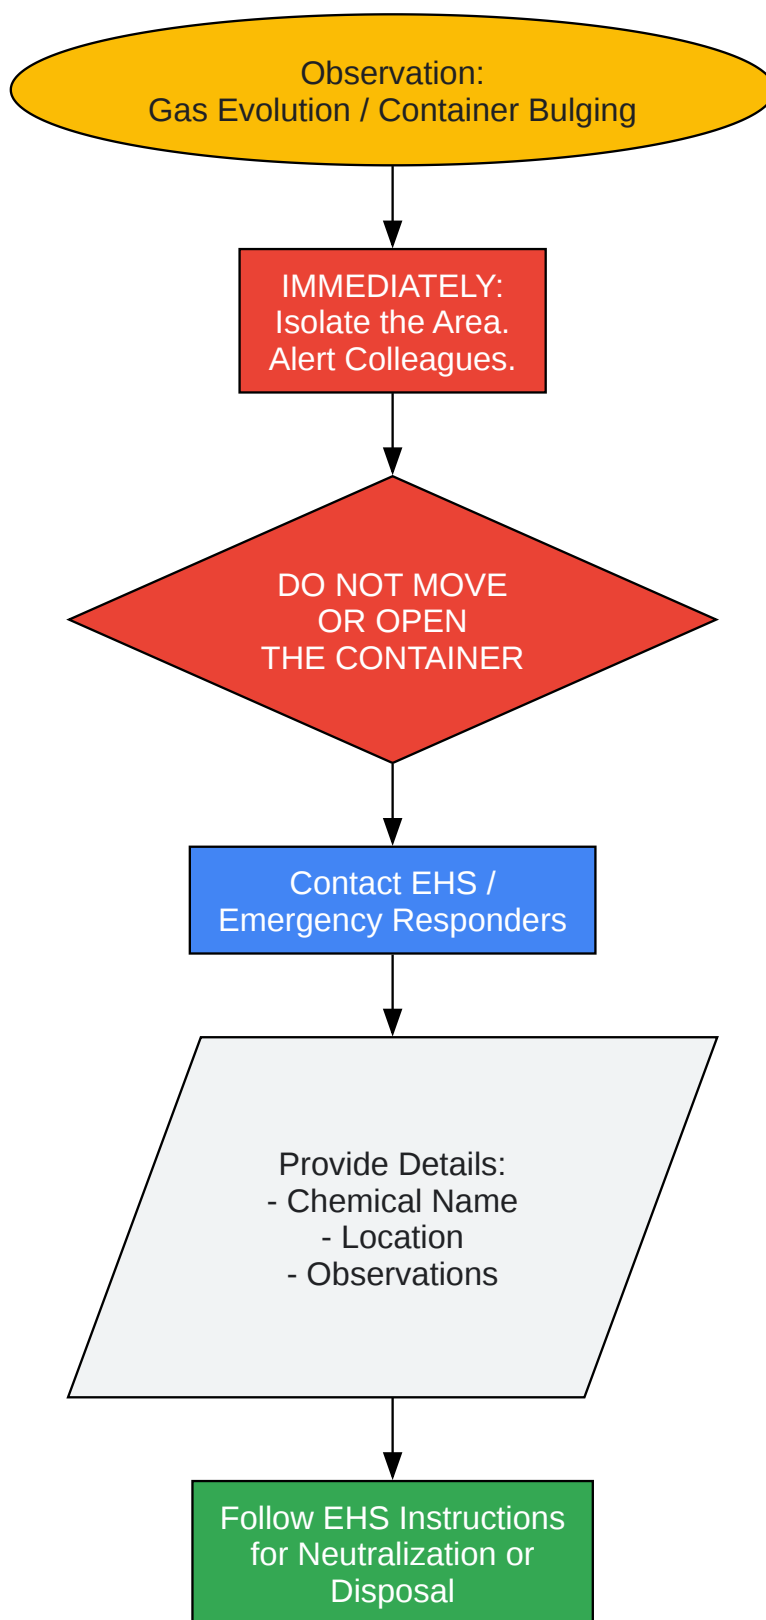 Observation:
Gas Evolution / Container Bulging
IMMEDIATELY:
Isolate the Area.
Alert Colleagues.
DO NOT MOVE
OR OPEN
THE CONTAINER
Contact EHS /
Emergency Responders
Provide Details:
- Chemical Name
- Location
- Observations
Follow EHS Instructions
for Neutralization or
Disposal